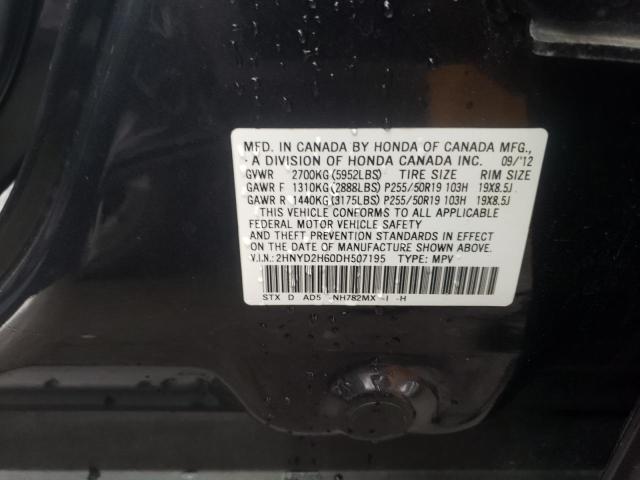 MFD. IN CANADA BY HONDA OF CANADA MFG.,
A DIVISION OF HONDA CANADA INC. 09/'12
GVWR 2700KG(5952LBS) TIRE SIZE RIM SIZE
GAWR F 1310KG(2888LBS)P255/50R19 103H 19X8.5J
GAWR R 1440KG(3175LBS)P255/50R19 103H 19X8.5J
THIS VEHICLE CONFORMS TO ALL APPLICABLE
FEDERAL MOTOR VEHICLE SAFETY
AND THEFT PREVENTION STANDARDS IN EFFECT
ON THE DATE OF MANUFACTURE SHOWN ABOVE.
V.I.N.:2HNYD2H60DH507195 TYPE: MPV
STX D AD5 NH782MX -I -H